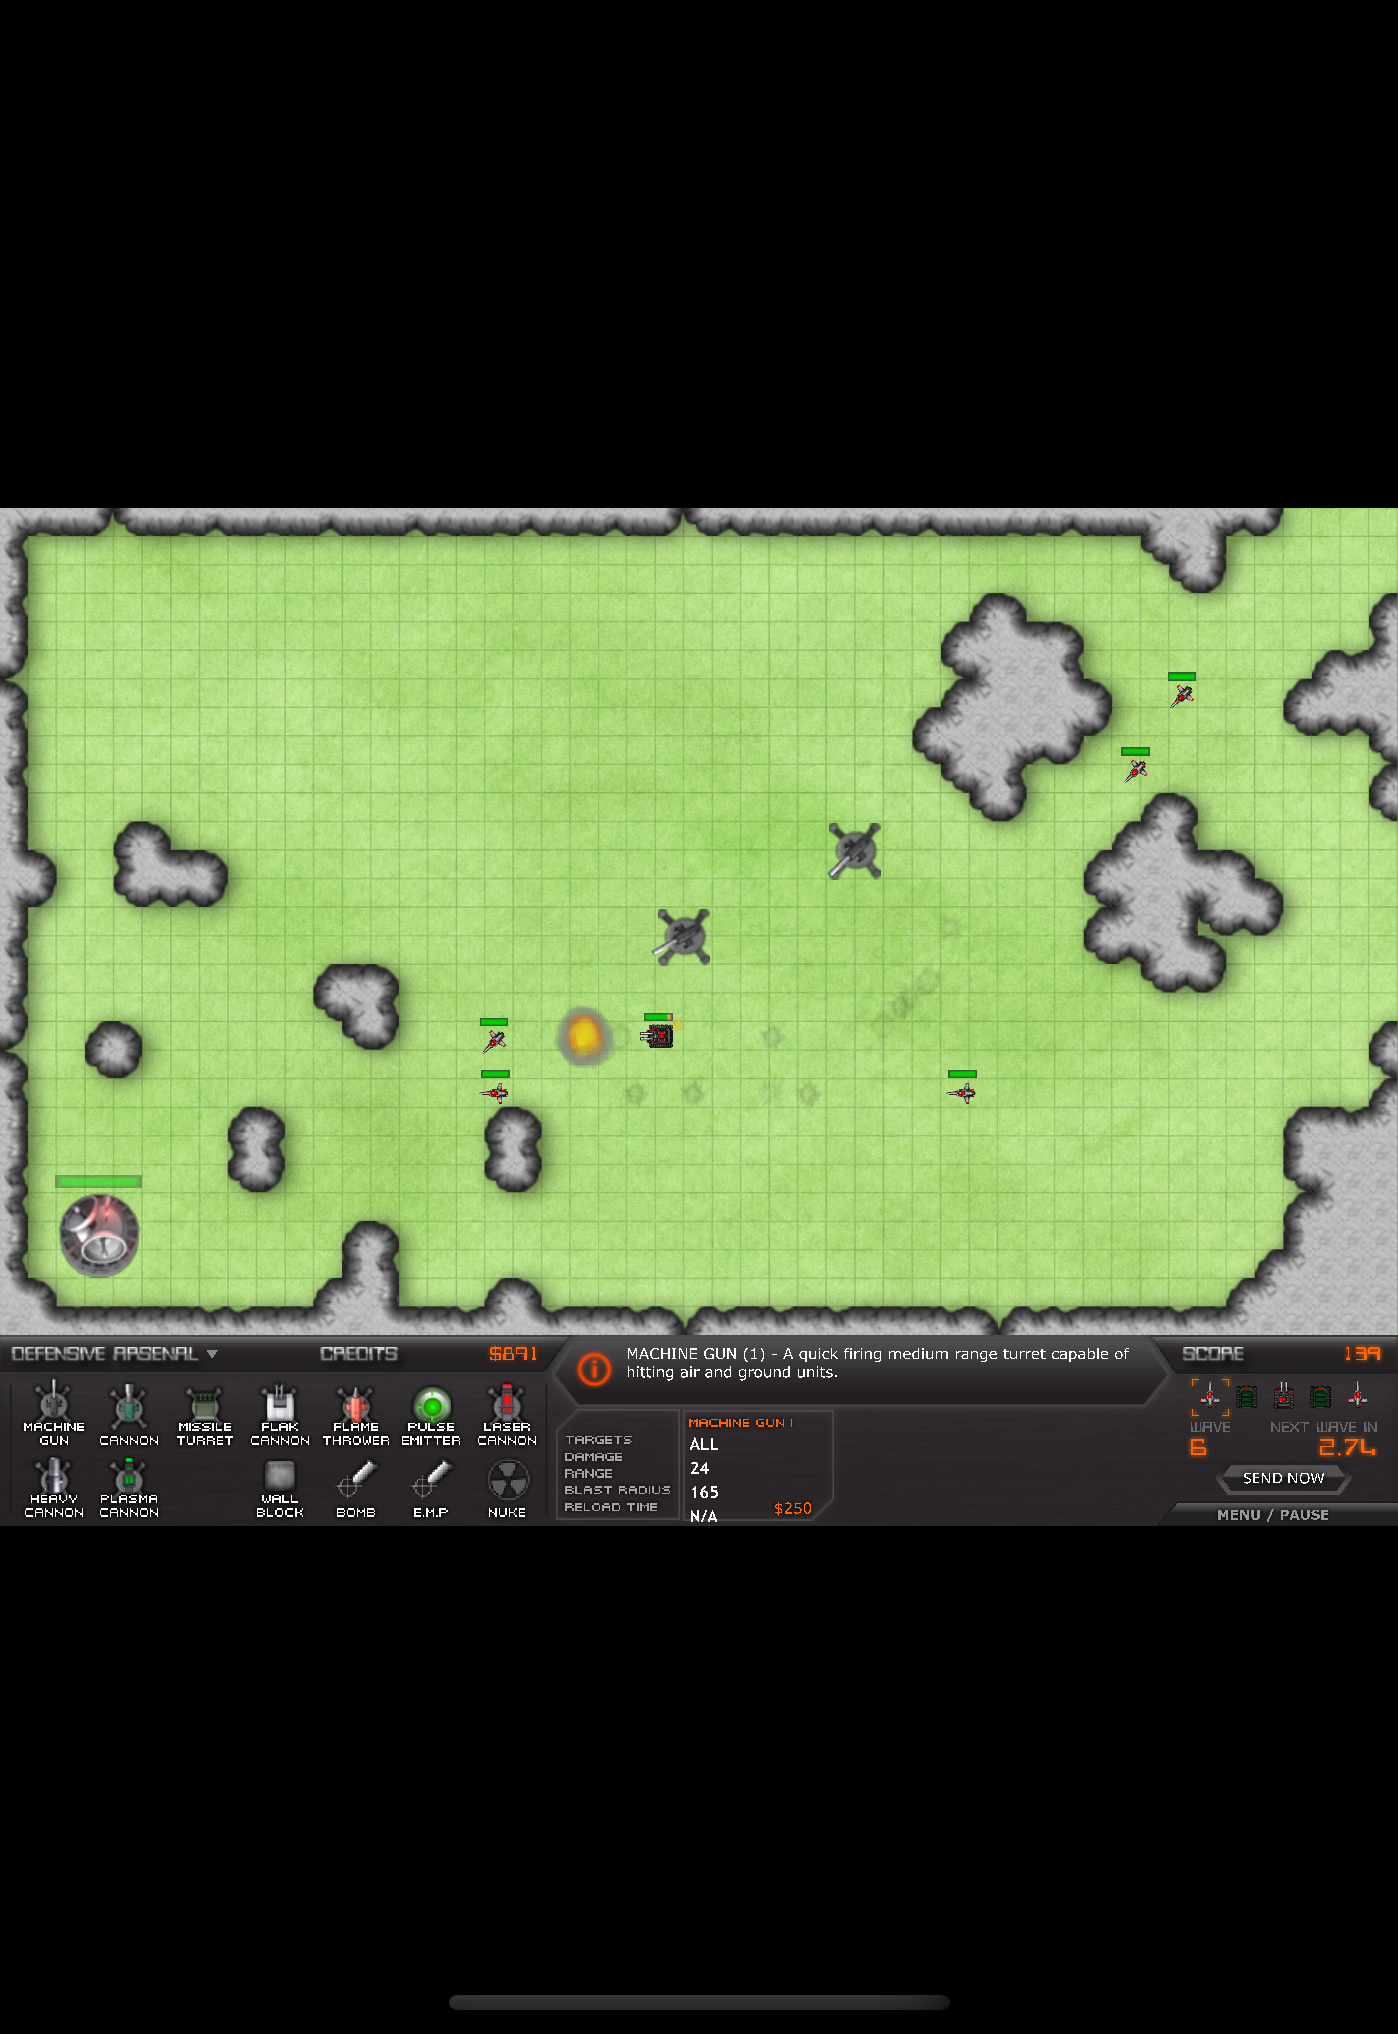 DEFENSIVE ARSENAL
CREDITS
$691
MACHINE GUN
CANNON
MISSILE TURRET
FLAK CANNON
FLAME THROWER
PULSE EMITTER
LASER CANNON
HEAVY CANNON
PLASMA CANNON
WALL BLOCK
BOMB
E.M.P
NUKE
MACHINE GUN (1) - A quick firing medium range turret capable of
hitting air and ground units.
TARGETS
DAMAGE
RANGE
BLAST RADIUS
RELOAD TIME
MACHINE GUN 1
ALL
24
165
N/A
$250
SCORE
139
WAVE
6
NEXT WAVE IN
2.74
SEND NOW
MENU / PAUSE